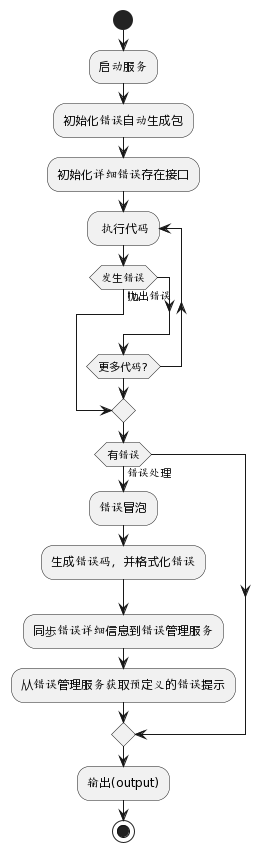 启动服务
初始化错误自动生成包
初始化详细错误存在接口
执行代码
发生错误
抛出错误
更多代码?
有错误
错误处理
错误冒泡
生成错误码，并格式化错误
同步错误详细信息到错误管理服务
从错误管理服务获取预定义的错误提示
输出(output)